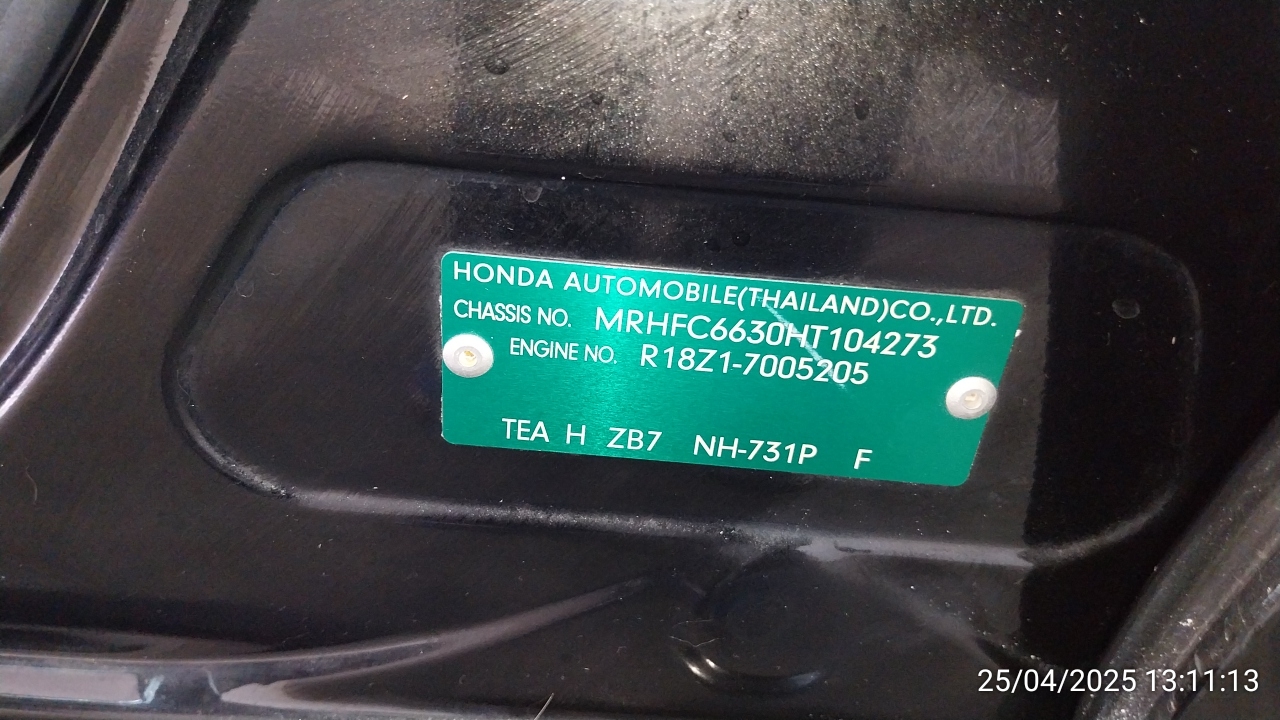 HONDA AUTOMOBILE(THAILAND)CO.,LTD.
CHASSIS NO. MRHFC6630HT104273
ENGINE NO. R18Z1-7005205
TEA H ZB7 NH-731P F
25/04/2025 13:11:13